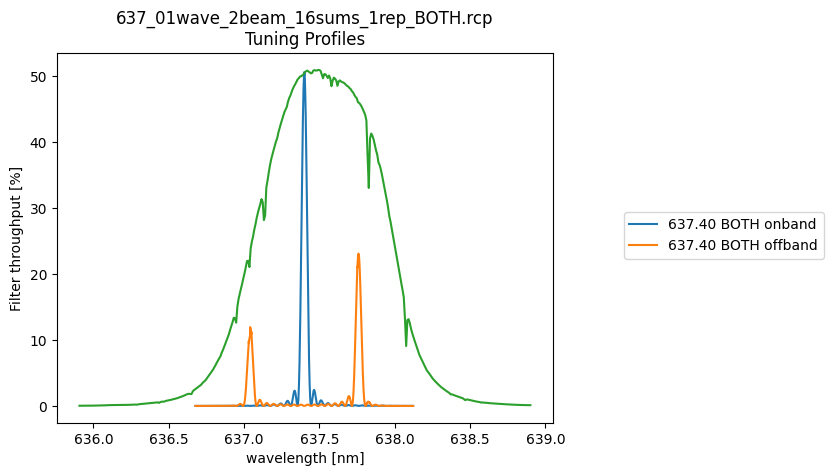 637_01wave_2beam_16sums_1rep_BOTH.rcp
Tuning Profiles
Filter throughput [%]
50
40
30
20
10
0
636.0 636.5 637.0 637.5 638.0 638.5 639.0
wavelength [nm]
637.40 BOTH onband
637.40 BOTH offband